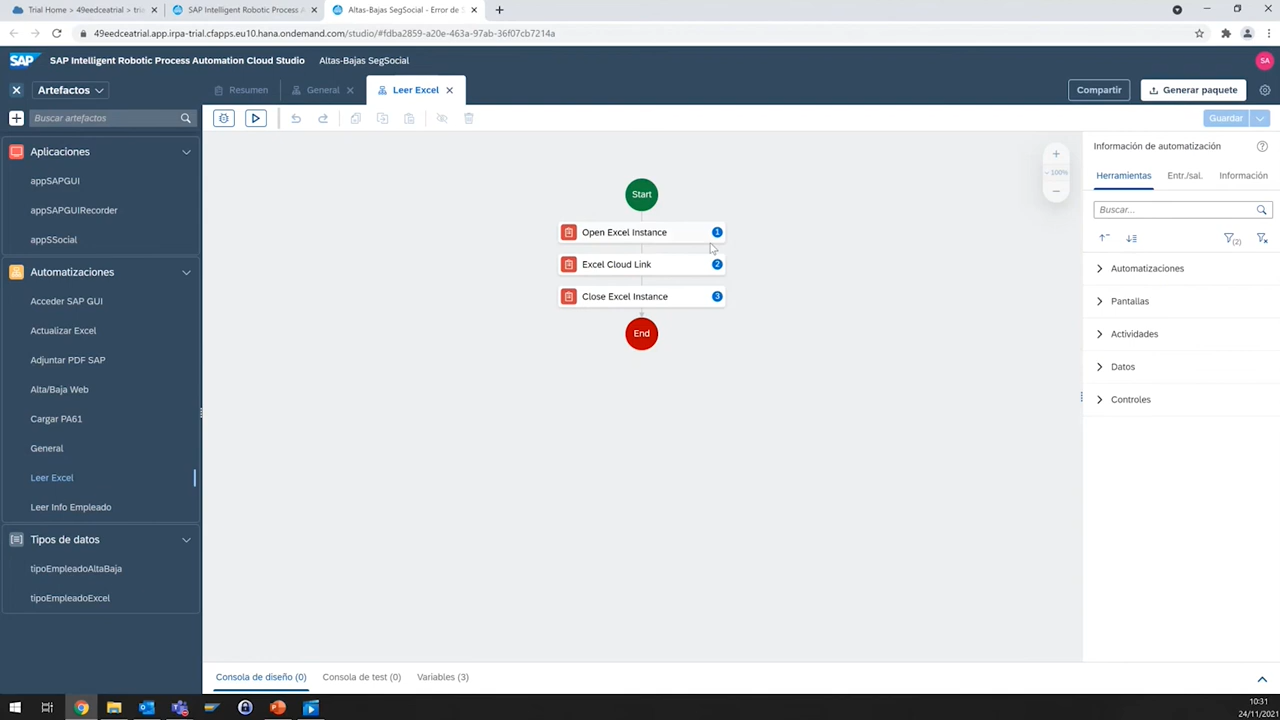 Trial Home > 49eedceatrial > tria
SAP Intelligent Robotic Process A
Altas-Bajas SegSocial - Error de S
49eedceatrial.app.irpa-trial.cfapps.eu10.hana.ondemand.com/studio/#fdba2859-a20e-463a-97ab-36f07cb7214a
SAP
SAP Intelligent Robotic Process Automation Cloud Studio
Altas-Bajas SegSocial
SA
Artefactos
Resumen
General
Leer Excel
Compartir
Generar paquete
Buscar artefactos
Guardar
Aplicaciones
appSAPGUI
appSAPGUIRecorder
appSSocial
Automatizaciones
Acceder SAP GUI
Actualizar Excel
Adjuntar PDF SAP
Alta/Baja Web
Cargar PA61
General
Leer Excel
Leer Info Empleado
Tipos de datos
tipoEmpleadoAltaBaja
tipoEmpleadoExcel
Start
Open Excel Instance 1
Excel Cloud Link 2
Close Excel Instance 3
End
100%
Información de automatización
Herramientas
Entr./sal.
Información
Buscar...
(2)
Automatizaciones
Pantallas
Actividades
Datos
Controles
Consola de diseño (0)
Consola de test (0)
Variables (3)
10:31
24/11/2021